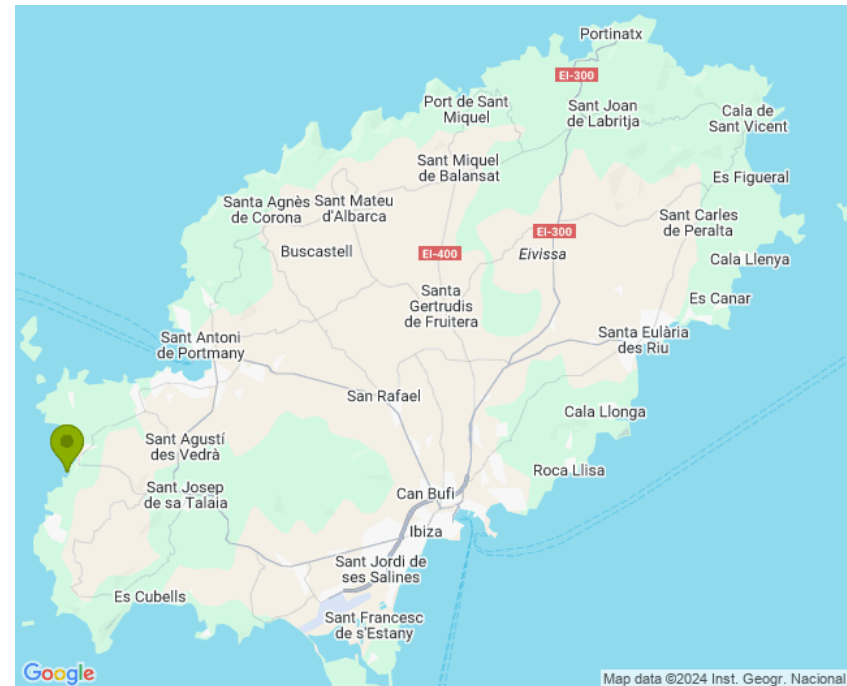 Portinatx
EI-300
Port de Sant
Miquel
Sant Joan
de Labritja
Cala de
Sant Vicent
Sant Miquel
de Balansat
Es Figueral
Santa Agnès
de Corona
Sant Mateu
d'Albarca
Sant Carles
de Peralta
EI-300
Buscastell
EI-400
Eivissa
Cala Llenya
Santa
Gertrudis
de Fruitera
Es Canar
Sant Antoni
de Portmany
Santa Eulària
des Riu
San Rafael
Cala Llonga
Sant Agustí
des Vedrà
Roca Llisa
Sant Josep
de sa Talaia
Can Bufi
Ibiza
Sant Jordi de
ses Salines
Es Cubells
Sant Francesc
de s'Estany
Google
Map data ©2024 Inst. Geogr. Nacional